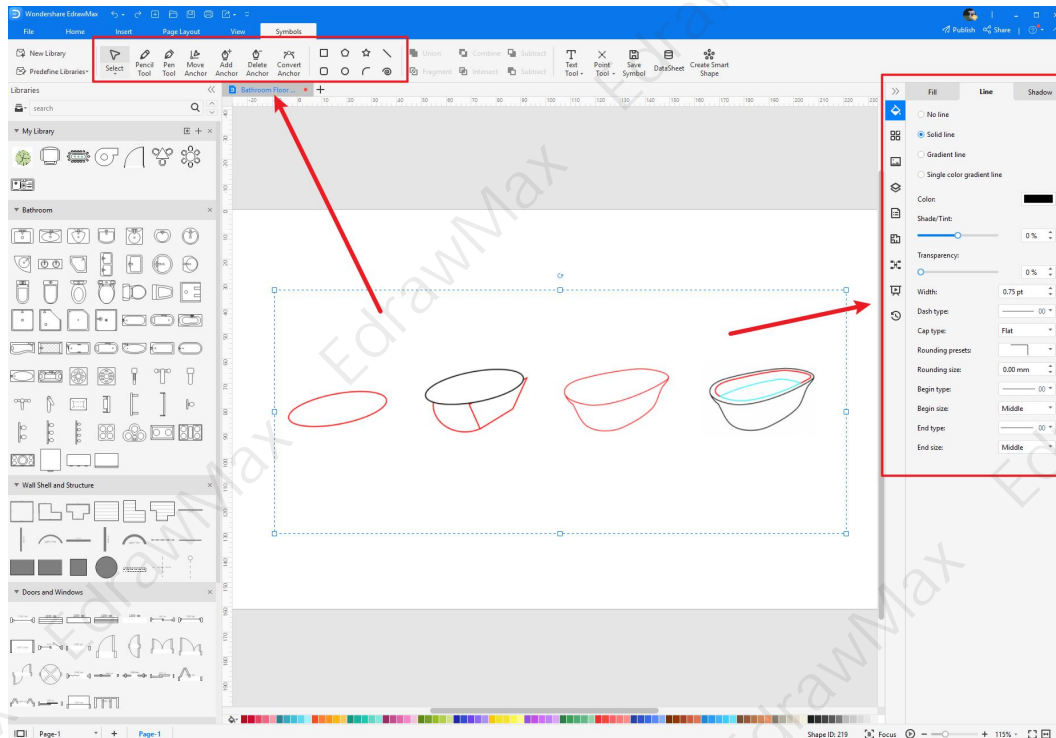 Wondershare EdrawMax
File Home Insert Page Layout View Symbols
Publish Share
New Library
Predefine Libraries
Select
Pencil Tool
Pen Tool
Move Anchor
Add Anchor
Delete Anchor
Convert Anchor
Union Combine Subtract
Fragment Intersect Subtract
Text Tool
Point Tool
Save Symbol
DataSheet
Create Smart Shape
Libraries
Bathroom Floor ...
search
My Library
Bathroom
Wall Shell and Structure
Doors and Windows
Fill Line Shadow
No line
Solid line
Gradient line
Single color gradient line
Color:
Shade/Tint:
0 %
Transparency:
0 %
Width: 0.75 pt
Dash type: 00
Cap type: Flat
Rounding presets:
Rounding size: 0.00 mm
Begin type: 00
Begin size: Middle
End type: 00
End size: Middle
EdrawMax
EdrawMax
EdrawMax
EdrawMax
Page-1 + Page-1
Shape ID: 219 Focus 115%